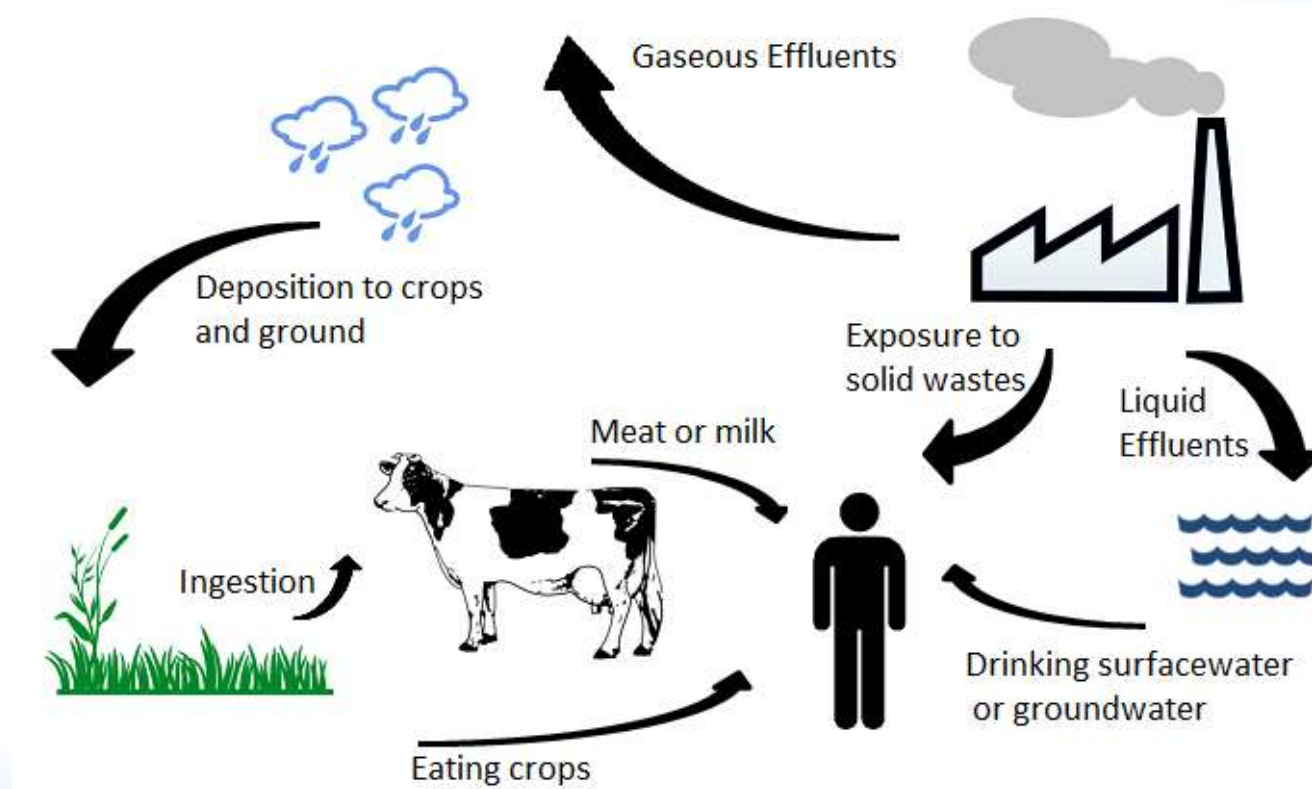 Gaseous Effluents
Deposition to crops
and ground
Exposure to
solid wastes
Liquid
Effluents
Meat or milk
Ingestion
Drinking surfacewater
or groundwater
Eating crops